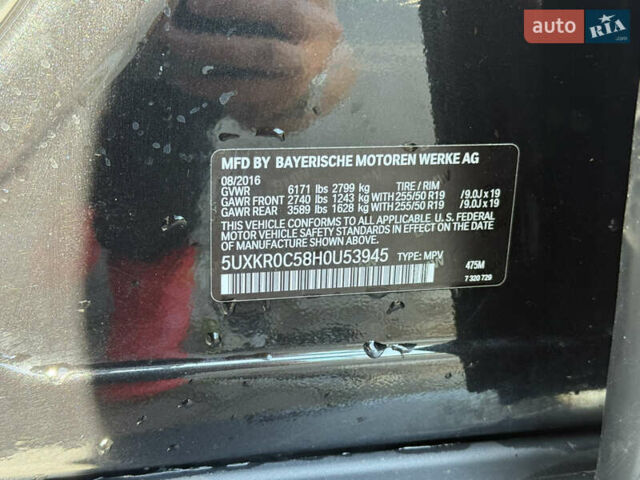 auto RIA .com
MFD BY BAYERISCHE MOTOREN WERKE AG
08/2016
GVWR 6171 lbs 2799 kg TIRE / RIM
GAWR FRONT 2740 lbs 1243 kg WITH 255/50 R19 /9.0J x 19
GAWR REAR 3589 lbs 1628 kg WITH 255/50 R19 /9.0J x 19
THIS VEHICLE CONFORMS TO ALL APPLICABLE U.S. FEDERAL
MOTOR VEHICLE SAFETY STANDARDS IN EFFECT ON THE DATE
OF MANUFACTURE SHOWN ABOVE.
5UXKR0C58H0U53945 TYPE: MPV 475M
7 320 729